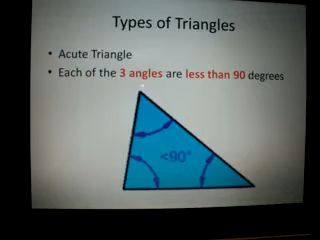 Types of Triangles
• Acute Triangle
• Each of the 3 angles are less than 90 degrees
<90°